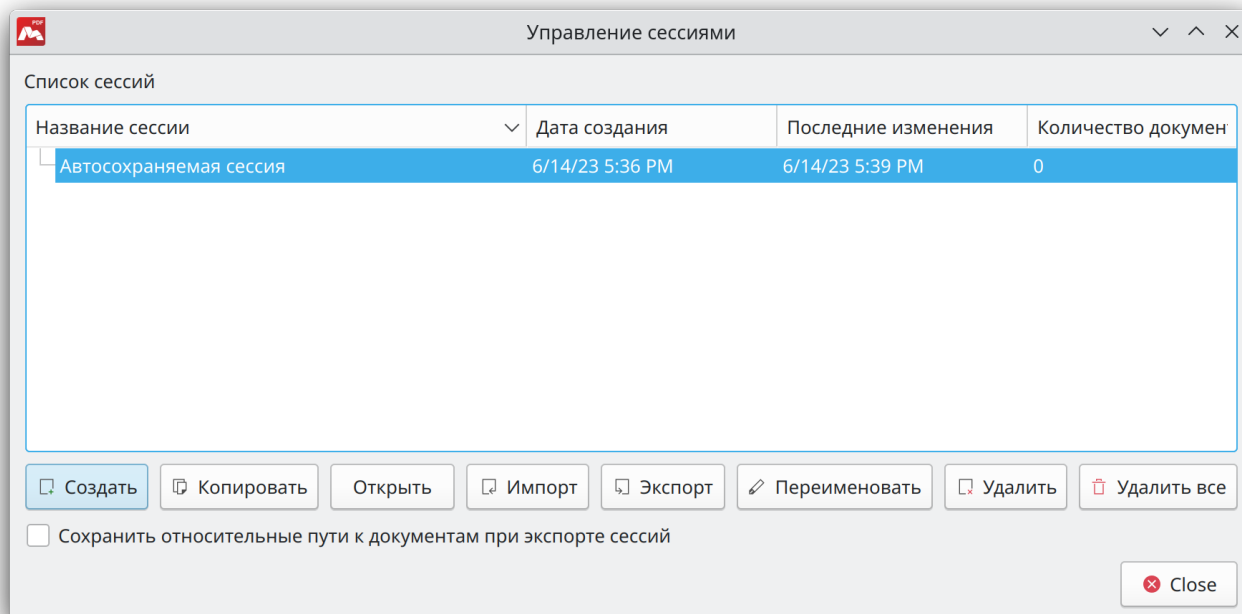 PDF
Управление сессиями
Список сессий
Название сессии Дата создания Последние изменения Количество докумен
Автосохраняемая сессия 6/14/23 5:36 PM 6/14/23 5:39 PM 0
Создать Копировать Открыть Импорт Экспорт Переименовать Удалить Удалить все
Сохранить относительные пути к документам при экспорте сессий
Close